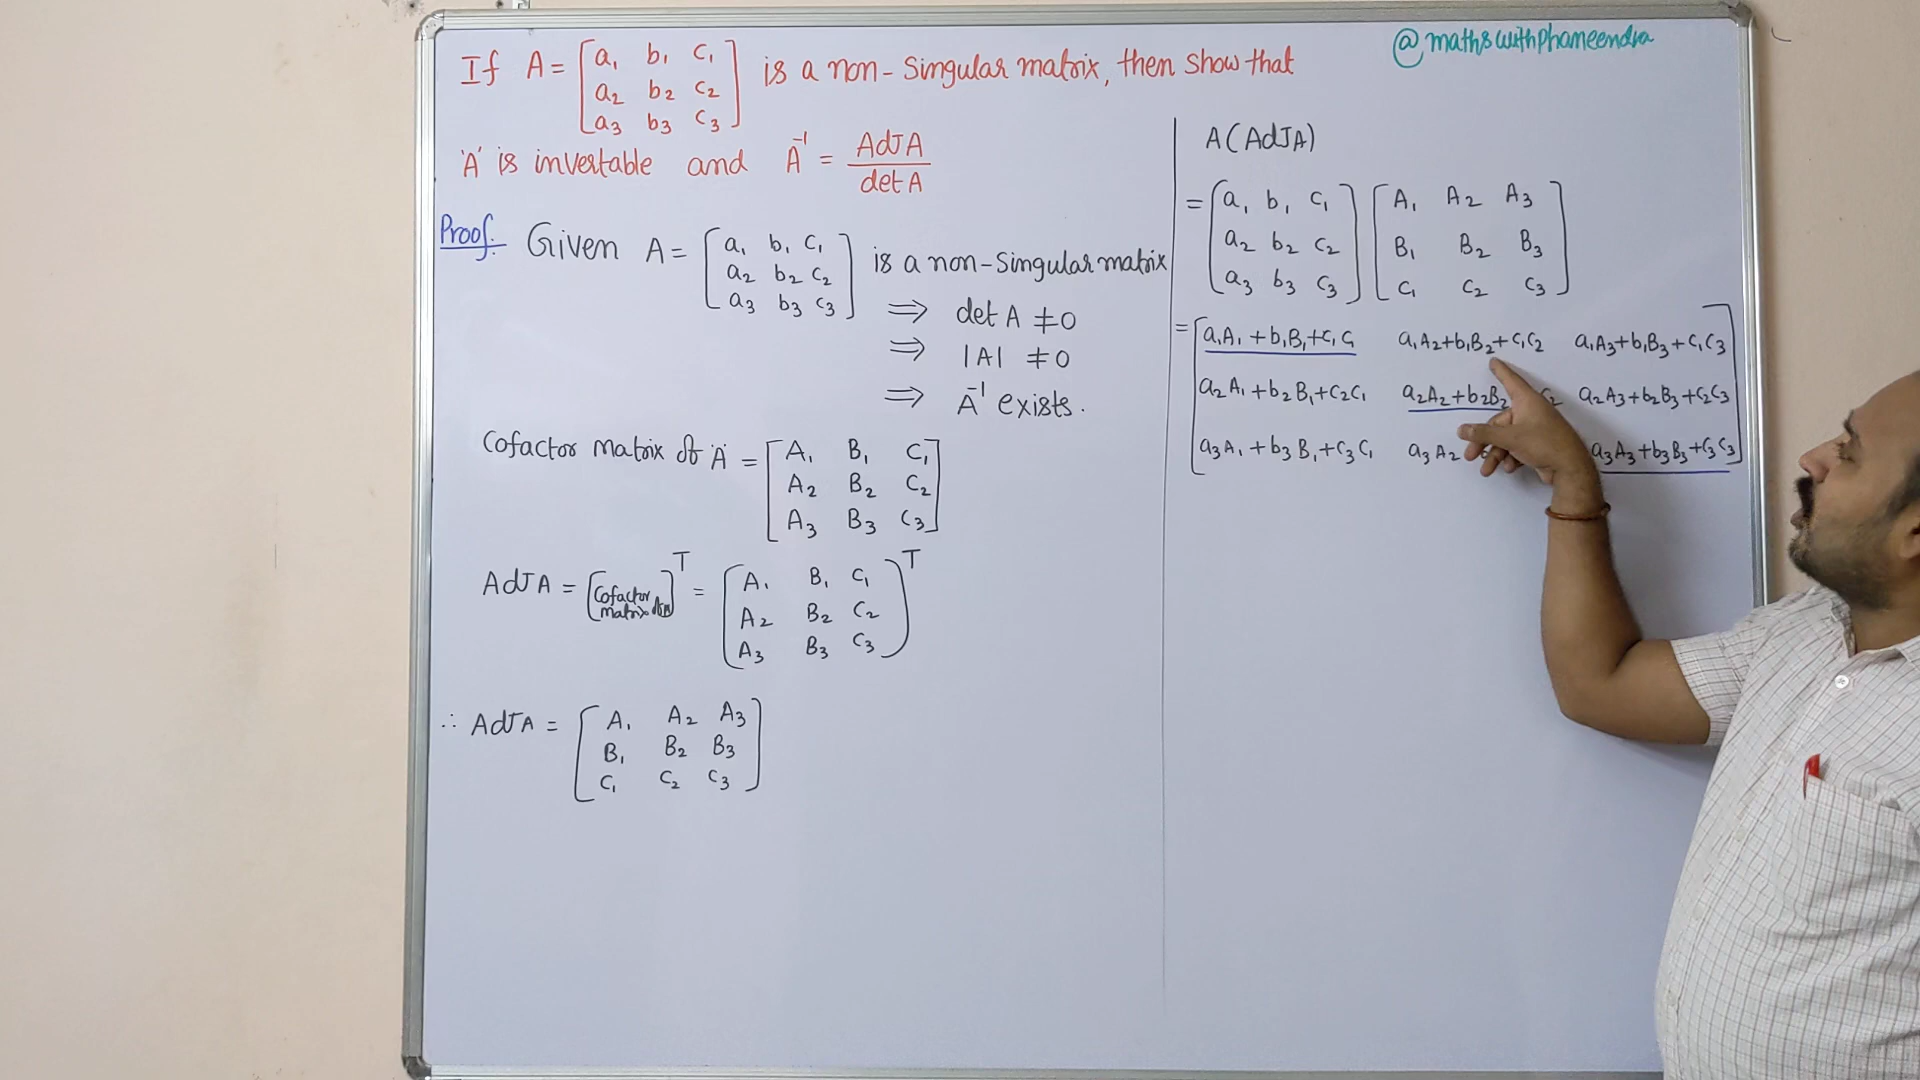 @mathswithphameendra
If A = [a₁ b₁ c₁
a₂ b₂ c₂
a₃ b₃ c₃] is a non-Singular matrix, then show that
'A' is invertable and A⁻¹ = AdJA / det A
Proof: Given A = [a₁ b₁ c₁
a₂ b₂ c₂
a₃ b₃ c₃] is a non-Singular matrix
⇒ det A ≠ 0
⇒ |A| ≠ 0
⇒ A⁻¹ exists.
Cofactor Matrix of 'A' = [A₁ B₁ C₁
A₂ B₂ C₂
A₃ B₃ C₃]
AdJ A = [Cofactor
matrix of A]ᵀ = [A₁ B₁ C₁
A₂ B₂ C₂
A₃ B₃ C₃]ᵀ
∴ AdJA = [A₁ A₂ A₃
B₁ B₂ B₃
C₁ C₂ C₃]
A(AdJA)
= [a₁ b₁ c₁
a₂ b₂ c₂
a₃ b₃ c₃] [A₁ A₂ A₃
B₁ B₂ B₃
C₁ C₂ C₃]
= [a₁A₁+b₁B₁+c₁C₁ a₁A₂+b₁B₂+c₁C₂ a₁A₃+b₁B₃+c₁C₃
a₂A₁+b₂B₁+c₂C₁ a₂A₂+b₂B₂ a₂A₃+b₂B₃+c₂C₃
a₃A₁+b₃B₁+c₃C₁ a₃A₂ a₃A₃+b₃B₃+c₃C₃]